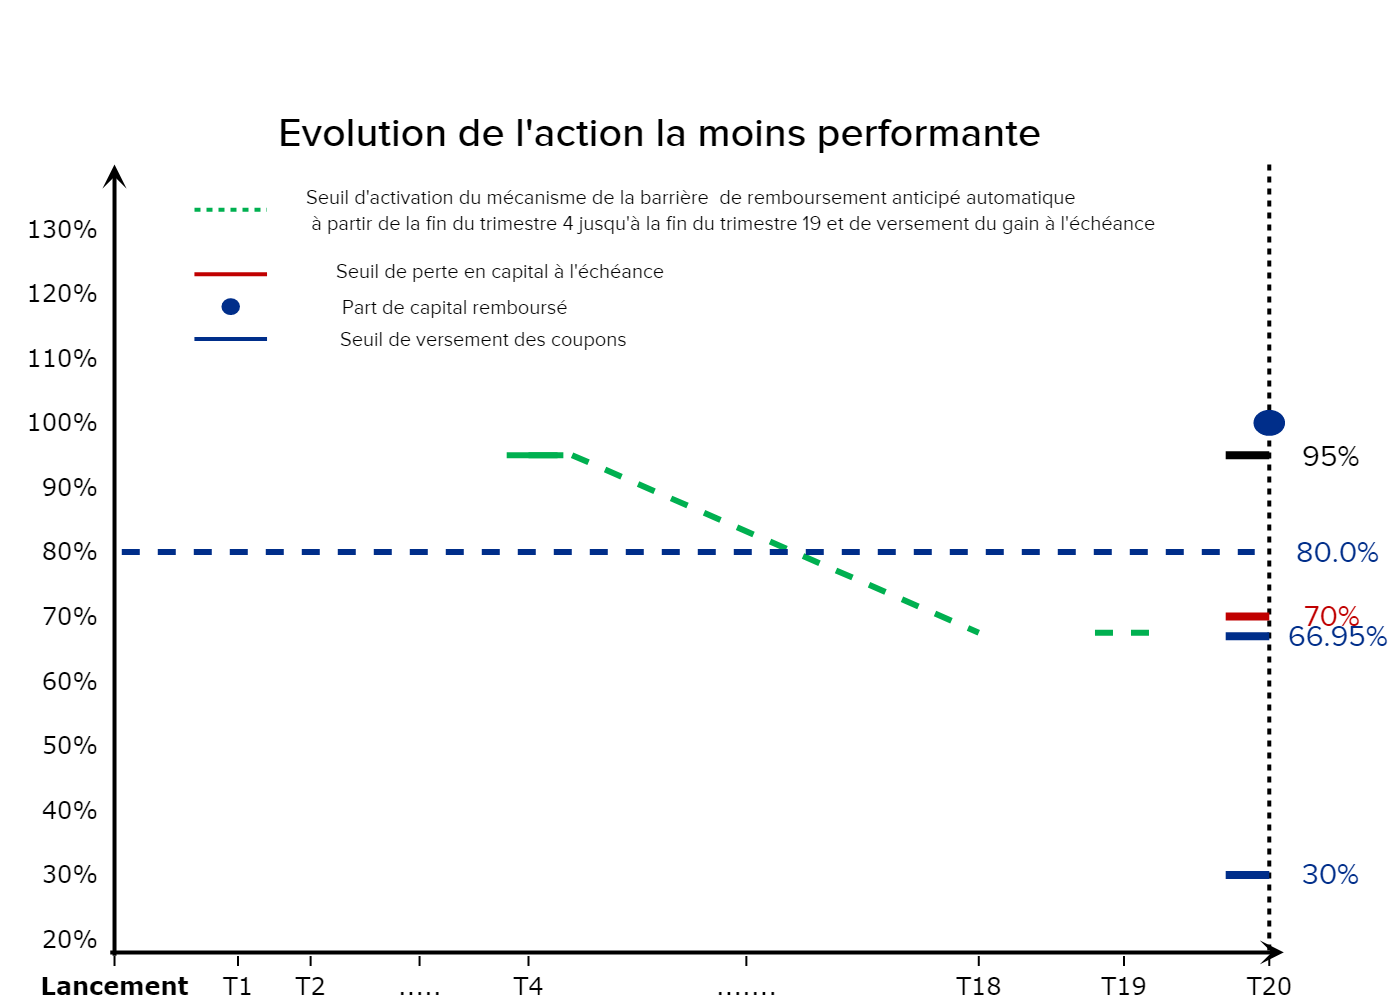 Evolution de l'action la moins performante
Seuil d'activation du mécanisme de la barrière  de remboursement anticipé automatique
à partir de la fin du trimestre 4 jusqu'à la fin du trimestre 19 et de versement du gain à l'échéance
Seuil de perte en capital à l'échéance
Part de capital remboursé
Seuil de versement des coupons
130%
120%
110%
100%
90%
80%
70%
60%
50%
40%
30%
20%
95%
80.0%
70%
66.95%
30%
Lancement T1 T2 ..... T4 ....... T18 T19 T20